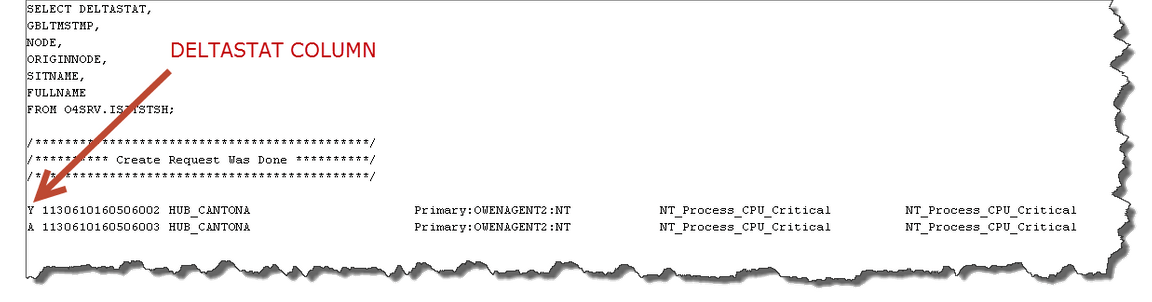 SELECT DELTASTAT,
GBLTMSTMP,
NODE,
DELTASTAT COLUMN
ORIGINNODE,
SITNAME,
FULLNAME
FROM O4SRV.ISITSTSH;
/*********************************************/
/********** Create Request Was Done **********/
/*********************************************/
Y 1130610160506002 HUB_CANTONA Primary:OWENAGENT2:NT NT_Process_CPU_Critical NT_Process_CPU_Critical
A 1130610160506003 HUB_CANTONA Primary:OWENAGENT2:NT NT_Process_CPU_Critical NT_Process_CPU_Critical